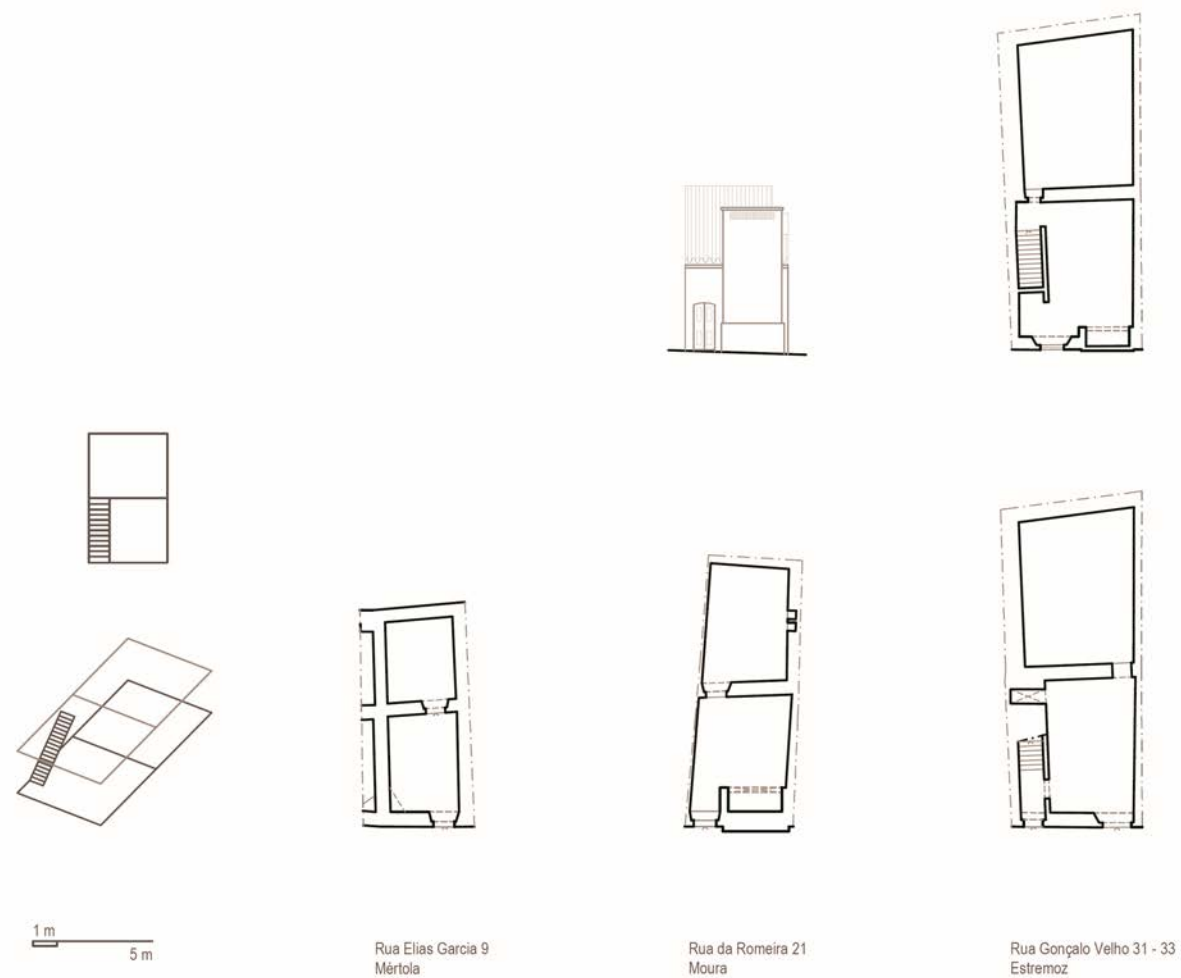 1 m
5 m
Rua Elias Garcia 9
Mértola
Rua da Romeira 21
Moura
Rua Gonçalo Velho 31 - 33
Estremoz